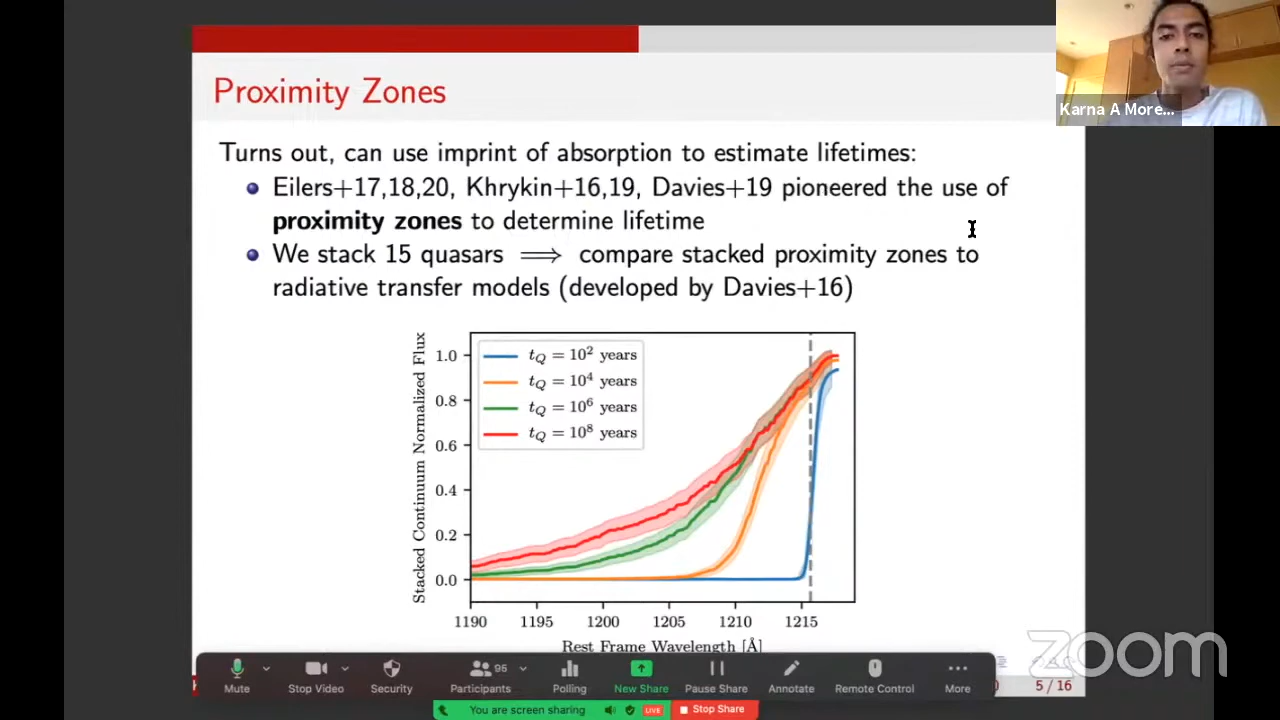 Proximity Zones
Karna A More...
Turns out, can use imprint of absorption to estimate lifetimes:
Eilers+17,18,20, Khrykin+16,19, Davies+19 pioneered the use of
proximity zones to determine lifetime
We stack 15 quasars ⟹ compare stacked proximity zones to
radiative transfer models (developed by Davies+16)
Stacked Continuum Normalized Flux
1.0
0.8
0.6
0.4
0.2
0.0
t_Q = 10² years
t_Q = 10⁴ years
t_Q = 10⁶ years
t_Q = 10⁸ years
1190 1195 1200 1205 1210 1215
Rest Frame Wavelength [Å]
zoom
96
Mute Stop Video Security Participants Polling New Share Pause Share Annotate Remote Control More
5 / 16
You are screen sharing LIVE Stop Share